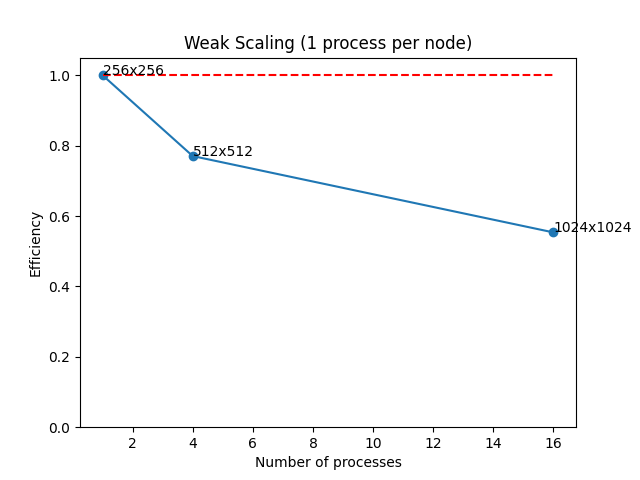 Weak Scaling (1 process per node)
1.0
0.8
0.6
0.4
0.2
0.0
Efficiency
256x256
512x512
1024x1024
2 4 6 8 10 12 14 16
Number of processes